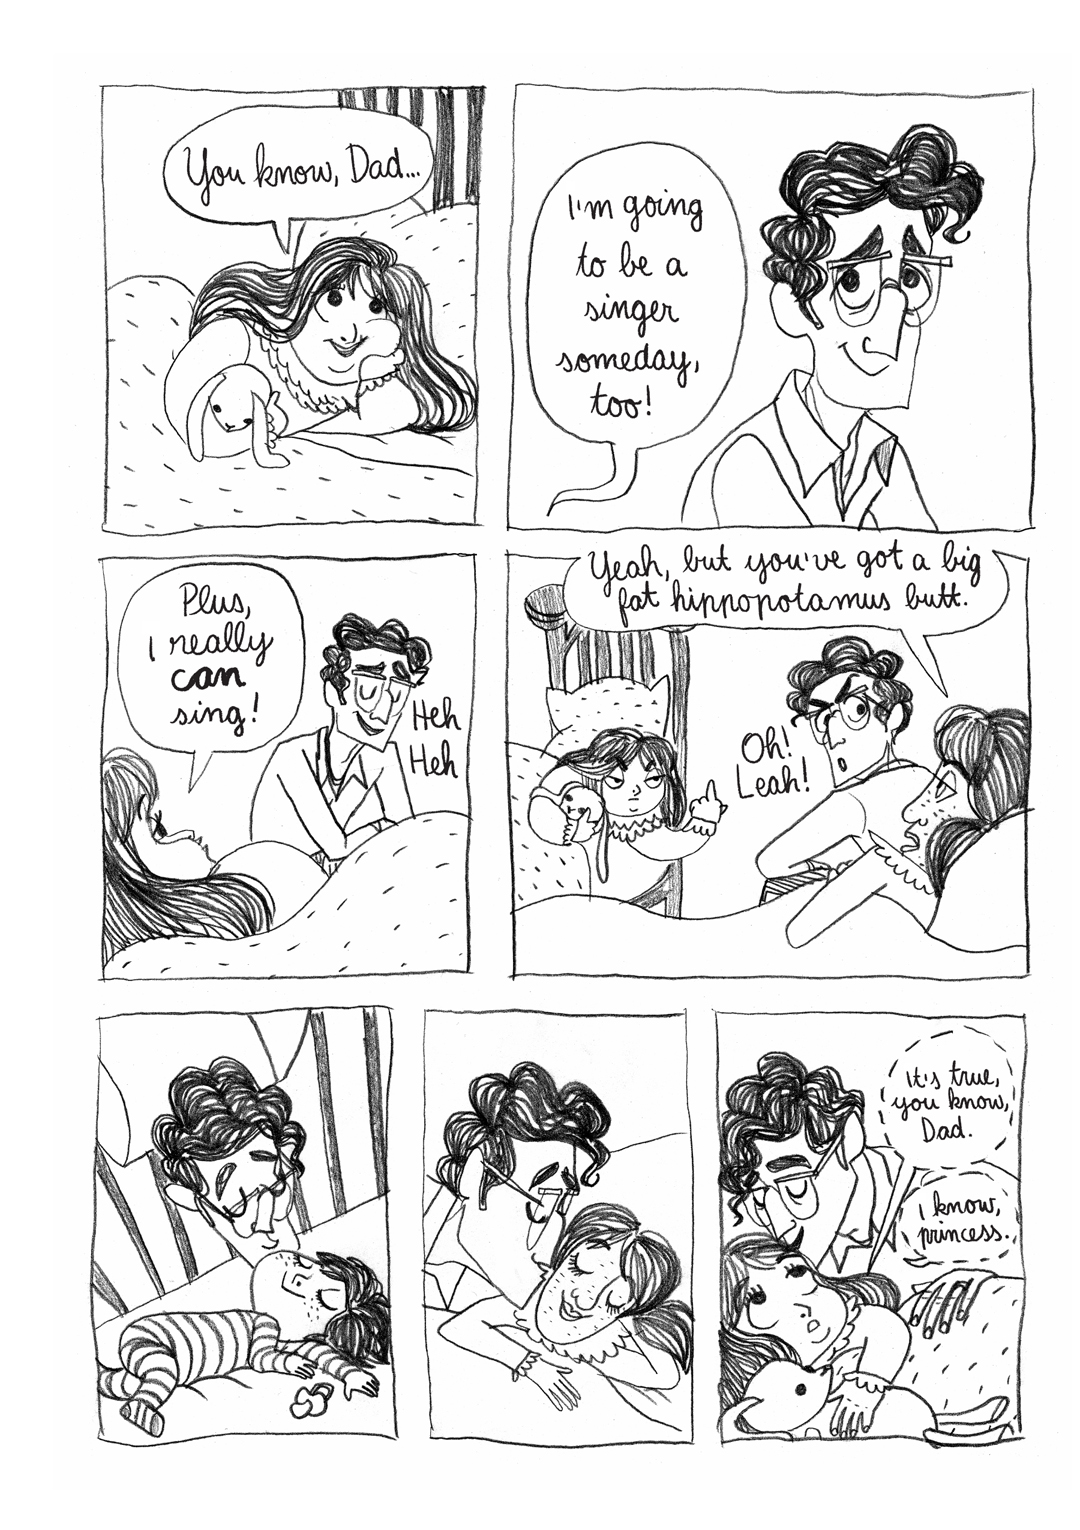 You know, Dad...
I'm going
to be a
singer
someday,
too!
Plus,
I really
can
sing!
Heh
Heh
Yeah, but you've got a big
fat hippopotamus butt.
Oh!
Leah!
It's true,
you know,
Dad.
I know,
princess.